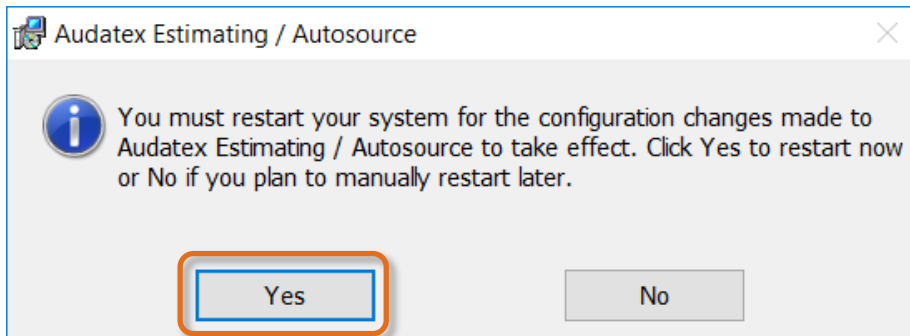 Audatex Estimating / Autosource
You must restart your system for the configuration changes made to
Audatex Estimating / Autosource to take effect. Click Yes to restart now
or No if you plan to manually restart later.
Yes
No